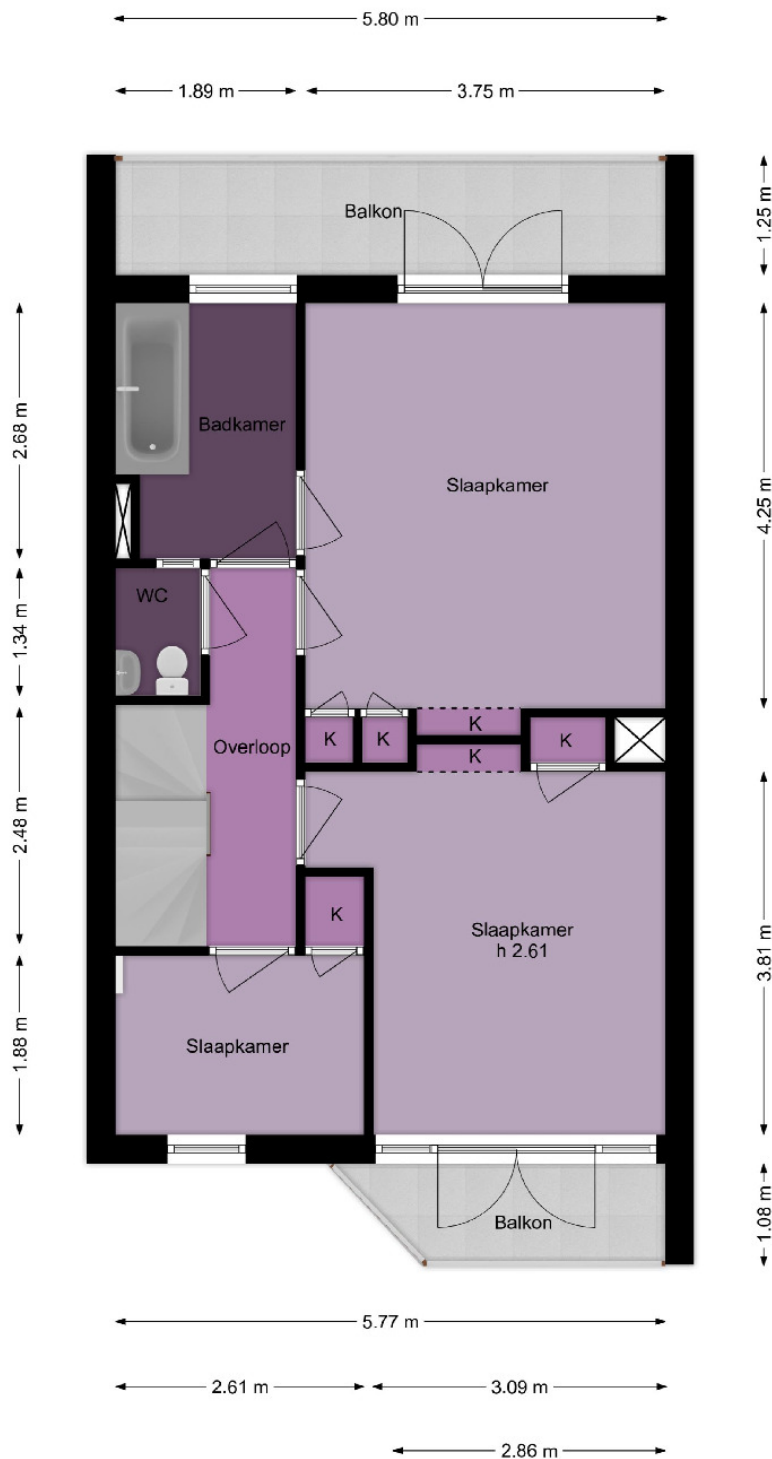 5.80 m
1.89 m
3.75 m
1.25 m
Balkon
2.68 m
Badkamer
4.25 m
Slaapkamer
WC
1.34 m
K
K
K
K
Overloop
2.48 m
K
Slaapkamer
h 2.61
3.81 m
Slaapkamer
1.88 m
Balkon
1.08 m
5.77 m
2.61 m
3.09 m
2.86 m